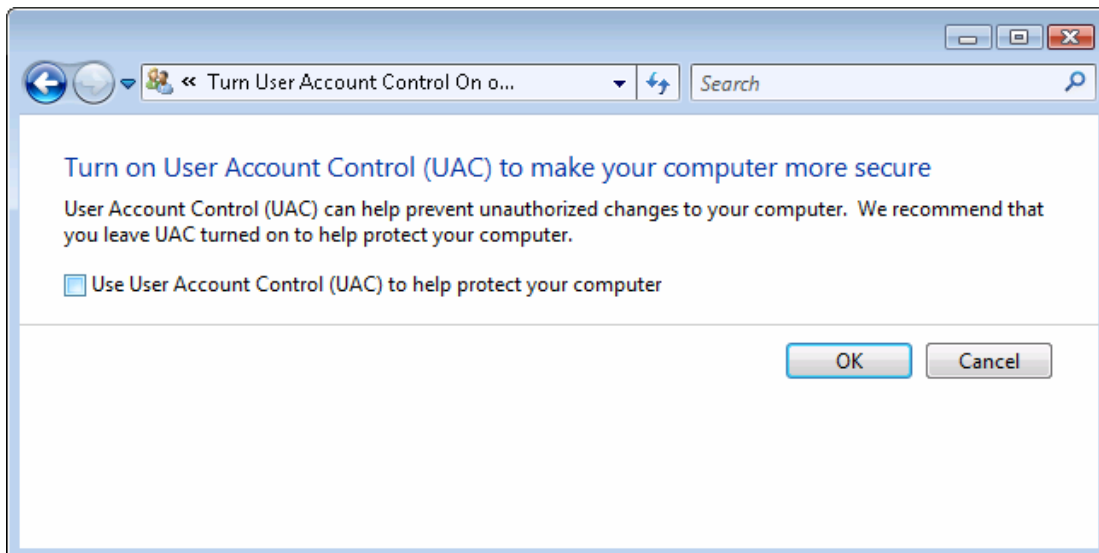 « Turn User Account Control On o...
Search
Turn on User Account Control (UAC) to make your computer more secure
User Account Control (UAC) can help prevent unauthorized changes to your computer.  We recommend that
you leave UAC turned on to help protect your computer.
Use User Account Control (UAC) to help protect your computer
OK
Cancel